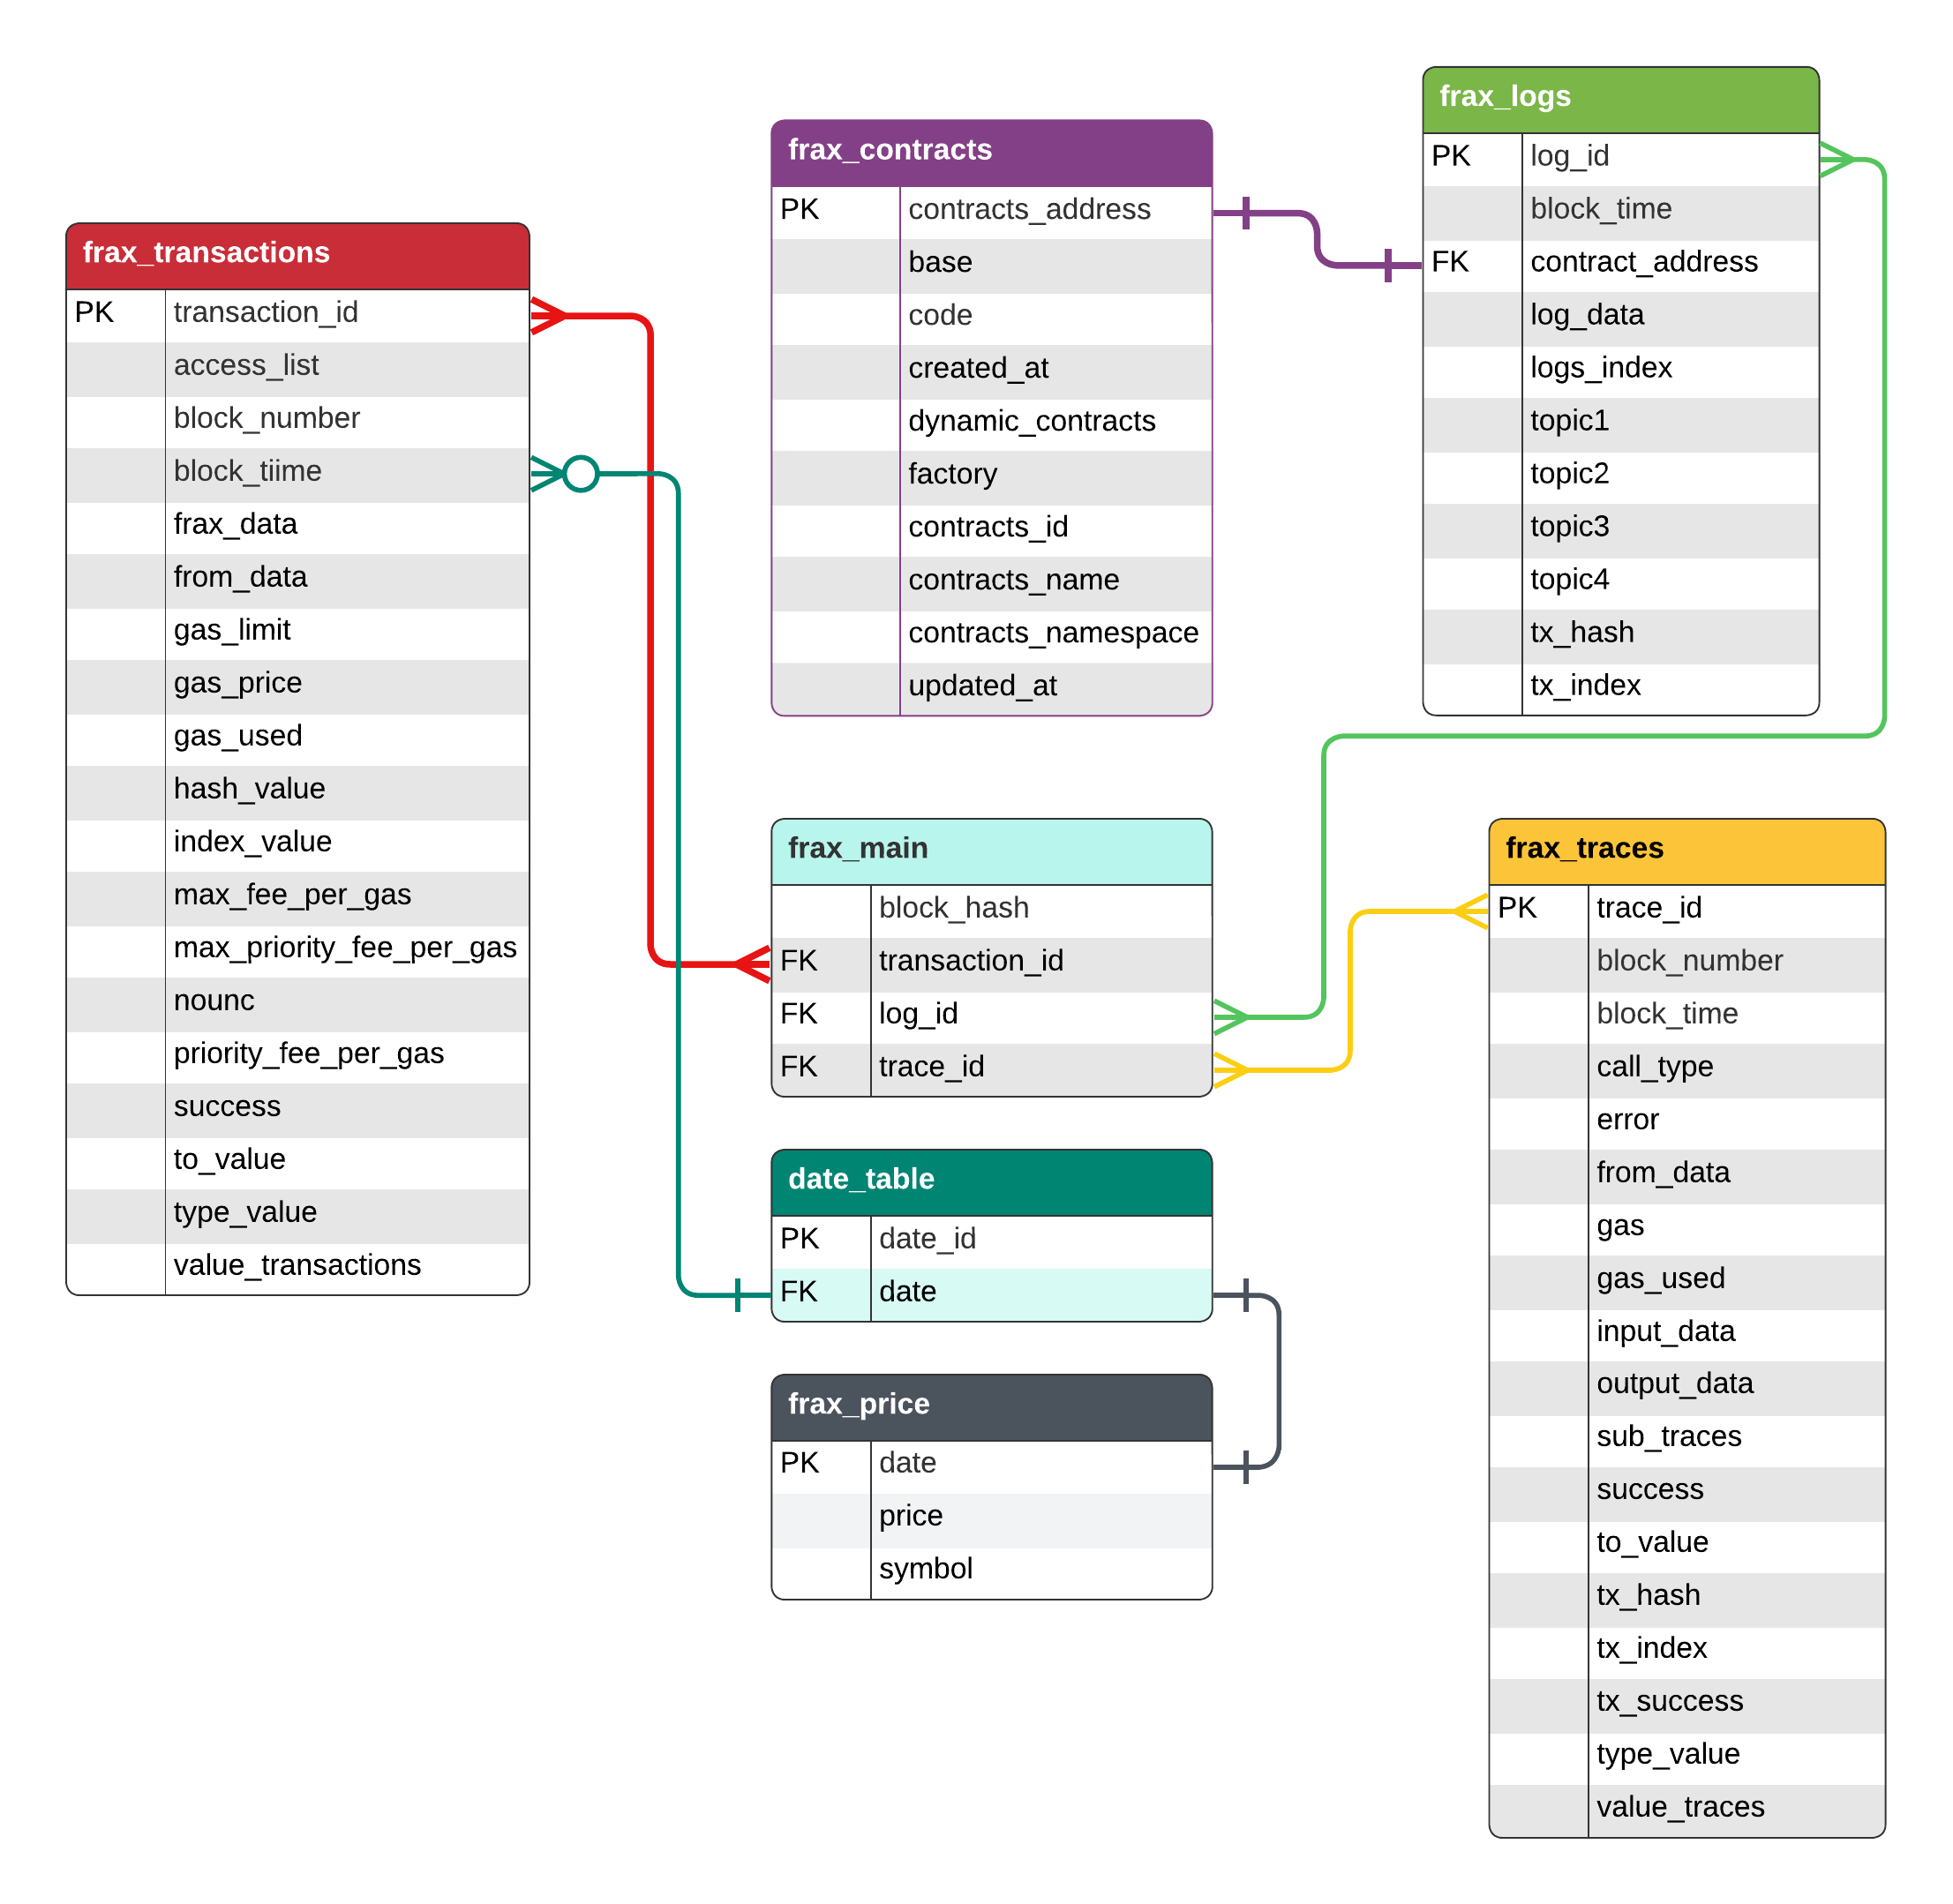 frax_transactions
PK transaction_id
access_list
block_number
block_tiime
frax_data
from_data
gas_limit
gas_price
gas_used
hash_value
index_value
max_fee_per_gas
max_priority_fee_per_gas
nounc
priority_fee_per_gas
success
to_value
type_value
value_transactions
frax_contracts
PK contracts_address
base
code
created_at
dynamic_contracts
factory
contracts_id
contracts_name
contracts_namespace
updated_at
frax_logs
PK log_id
block_time
FK contract_address
log_data
logs_index
topic1
topic2
topic3
topic4
tx_hash
tx_index
frax_main
block_hash
FK transaction_id
FK log_id
FK trace_id
date_table
PK date_id
FK date
frax_price
PK date
price
symbol
frax_traces
PK trace_id
block_number
block_time
call_type
error
from_data
gas
gas_used
input_data
output_data
sub_traces
success
to_value
tx_hash
tx_index
tx_success
type_value
value_traces